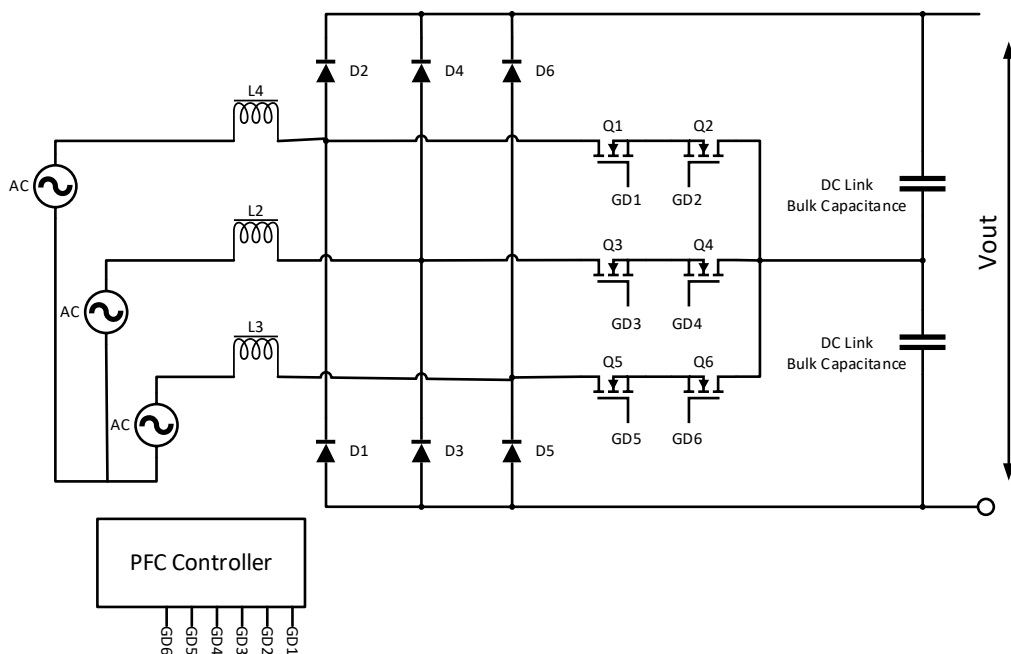 D2
D4
D6
L4
Q1
Q2
AC
GD1
GD2
DC Link
Bulk Capacitance
L2
Q3
Q4
Vout
AC
GD3
GD4
L3
DC Link
Bulk Capacitance
Q5
Q6
AC
GD5
GD6
D1
D3
D5
PFC Controller
GD6
GD5
GD4
GD3
GD2
GD1